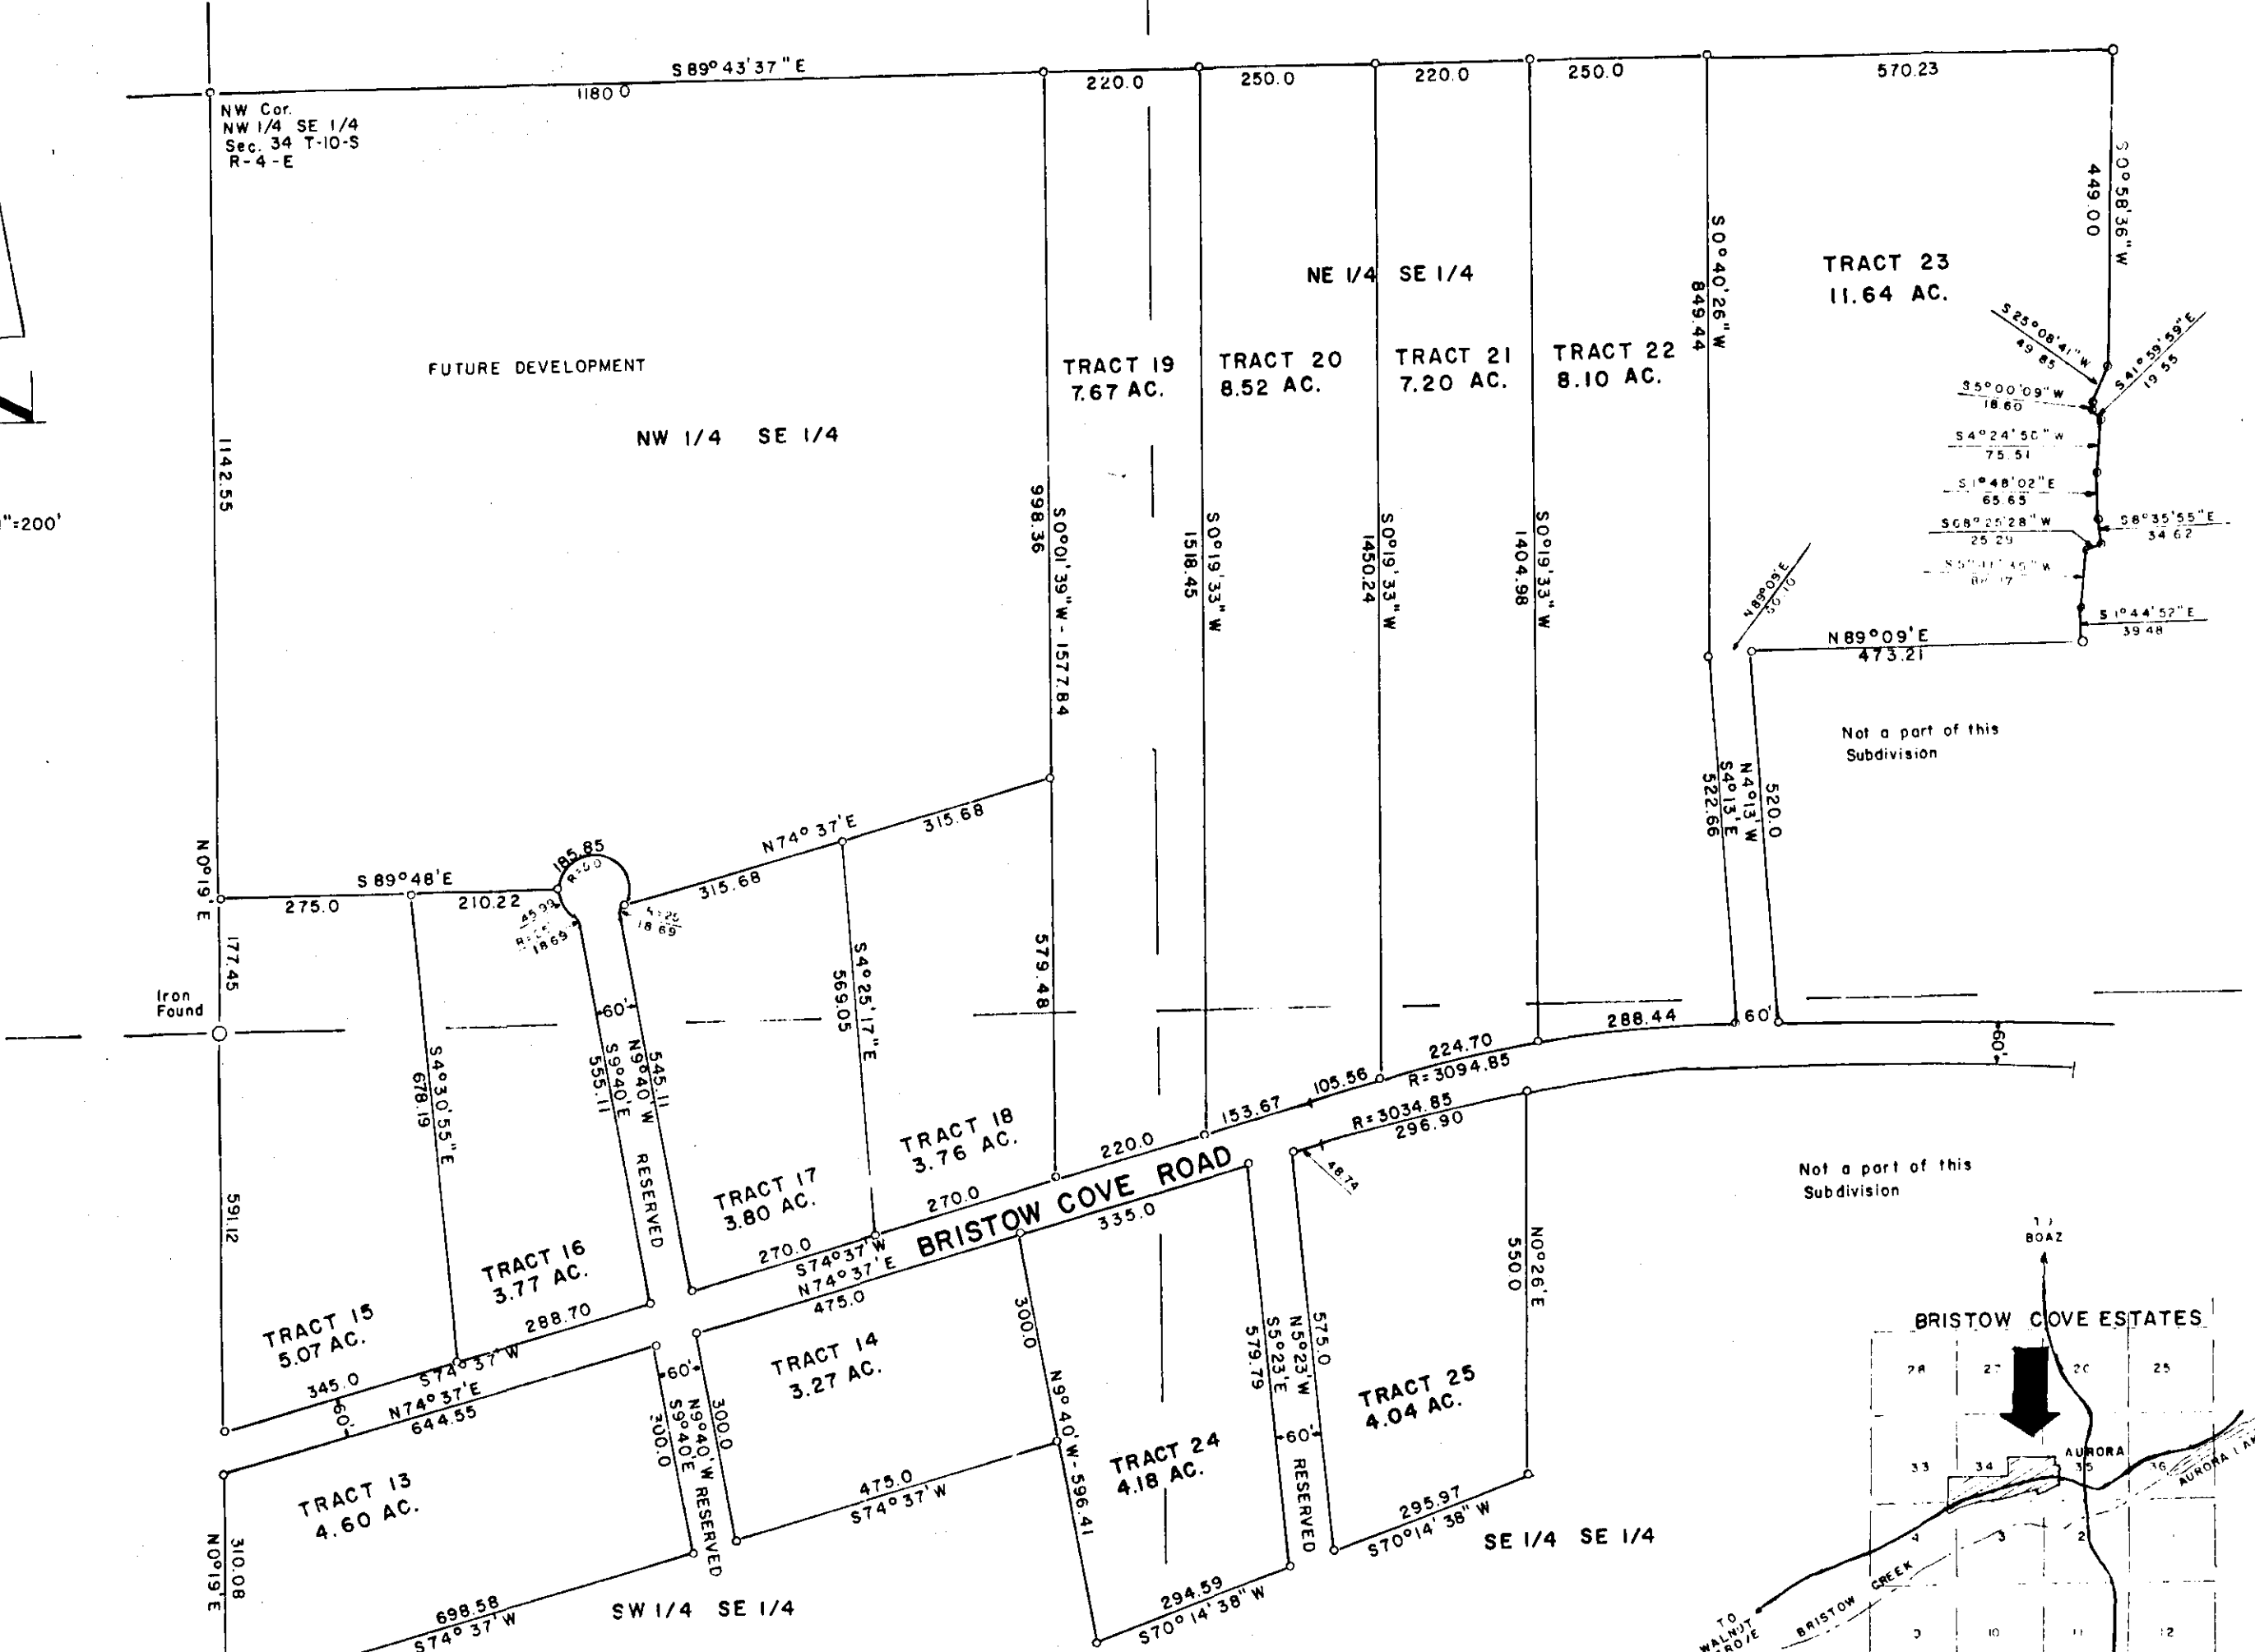 S 89° 43' 37" E
1180.0
220.0
250.0
220.0
250.0
570.23
NW Cor.
NW 1/4 SE 1/4
Sec. 34 T-10-S
R-4-E
1"=200'
FUTURE DEVELOPMENT
NW 1/4 SE 1/4
NE 1/4 SE 1/4
1142.55
N 0° 19' E
177.45
Iron
Found
591.12
998.36
S 0° 01' 39" W - 1577.84
579.48
TRACT 19
7.67 AC.
1518.45
S 0° 19' 33" W
TRACT 20
8.52 AC.
1450.24
S 0° 19' 33" W
TRACT 21
7.20 AC.
1404.98
S 0° 19' 33" W
TRACT 22
8.10 AC.
S 0° 40' 26" W
849.44
TRACT 23
11.64 AC.
S 0° 58' 36" W
449.00
S 25° 08' 41" W
49.85
S 41° 59' 59" E
19.55
S 5° 00' 09" W
18.60
S 4° 24' 50" W
75.51
S 1° 48' 02" E
65.65
S 68° 25' 28" W
25.29
S 8° 35' 55" E
34.62
S 1° 44' 52" E
39.48
N 89° 09' E
N 89° 09' E
473.21
Not a part of this
Subdivision
S 4° 13' E
522.66
N 4° 13' W
520.0
S 89° 48' E
275.0
210.22
185.85
45.99
18.69
18.69
N 74° 37' E
315.68
315.68
S 4° 30' 55" E
678.19
60'
S 9° 40' E
555.11
N 9° 40' W RESERVED
545.11
S 4° 25' 17" E
569.05
TRACT 15
5.07 AC.
TRACT 16
3.77 AC.
TRACT 17
3.80 AC.
TRACT 18
3.76 AC.
345.0
S 74° 37' W
288.70
270.0
S 74° 37' W
270.0
220.0
153.67
105.56
224.70
R=3094.85
288.44
60'
60'
BRISTOW COVE ROAD
60'
N 74° 37' E
644.55
N 74° 37' E
475.0
335.0
48.74
R=3034.85
296.90
TRACT 13
4.60 AC.
310.08
N 0° 19' E
698.58
S 74° 37' W
60'
S 9° 40' E
300.0
N 9° 40' W RESERVED
300.0
TRACT 14
3.27 AC.
475.0
S 74° 37' W
300.0
N 9° 40' W - 596.41
TRACT 24
4.18 AC.
294.59
S 70° 14' 38" W
S 5° 23' E
579.79
60'
RESERVED
N 5° 23' W
575.0
TRACT 25
4.04 AC.
N 0° 26' E
550.0
295.97
S 70° 14' 38" W
SW 1/4 SE 1/4
SE 1/4 SE 1/4
Not a part of this
Subdivision
BOAZ
BRISTOW COVE ESTATES
28
27
25
33
34
35
36
AURORA
4
3
2
10
11
12
BRISTOW CREEK
TO
WALNUT